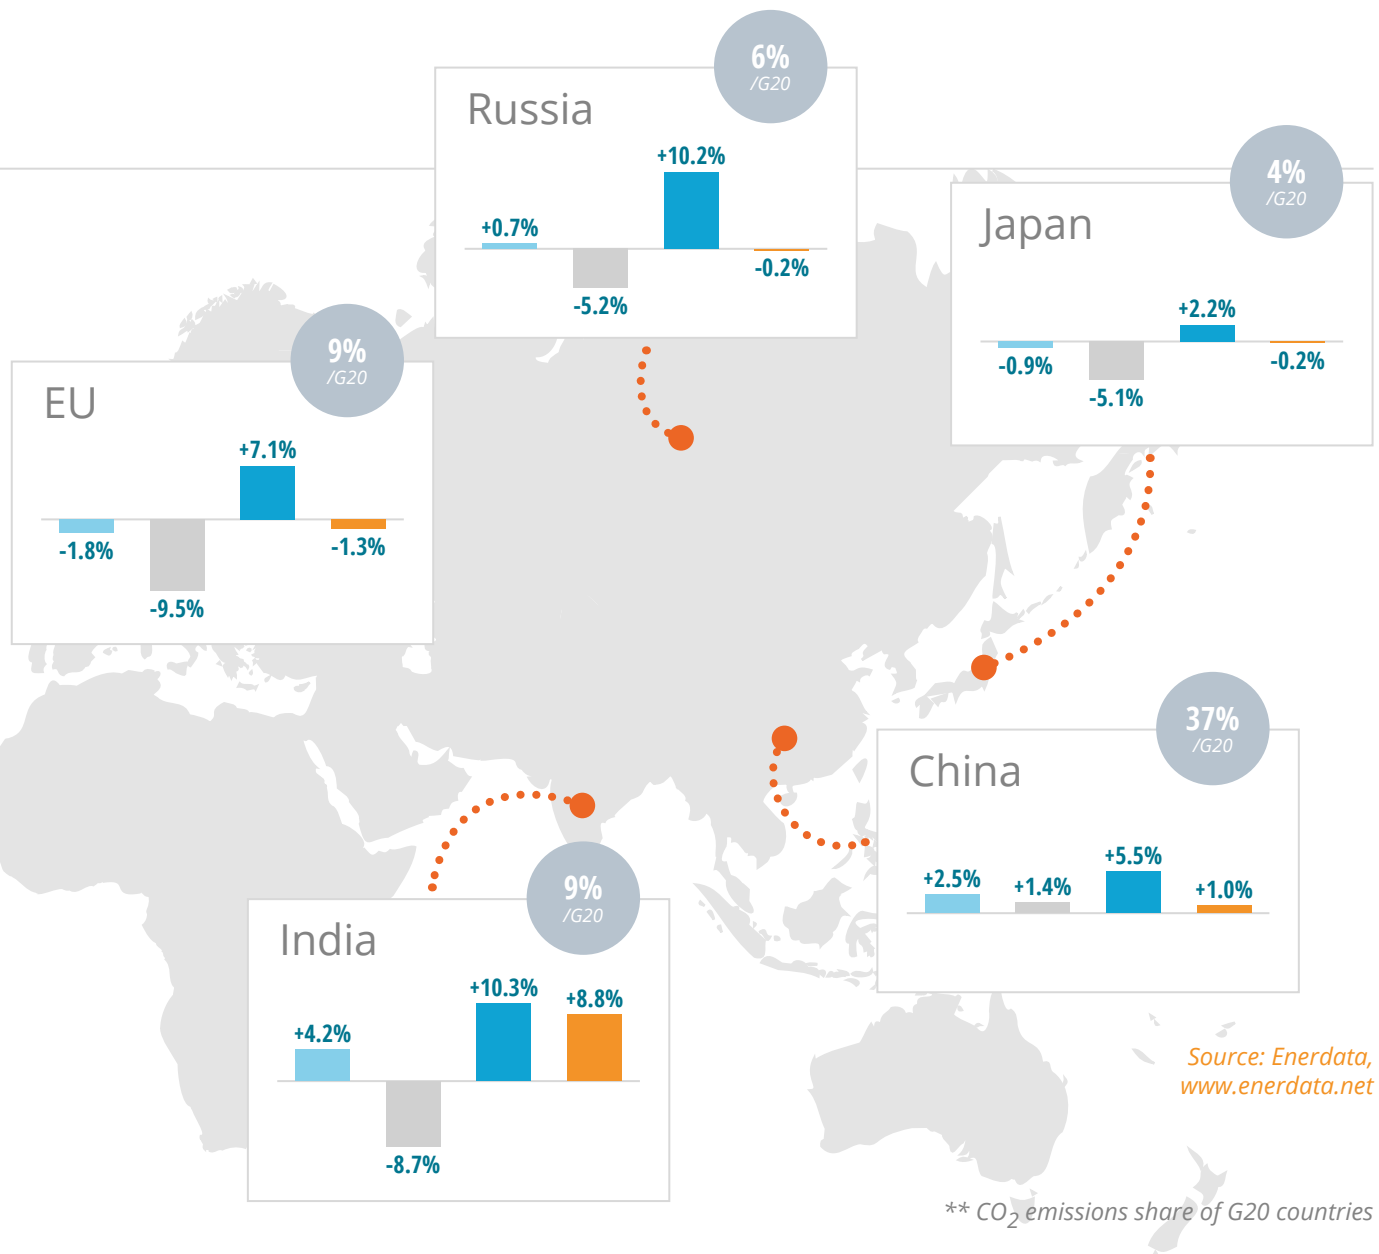 6%
/G20
Russia
+0.7%
-5.2%
+10.2%
-0.2%
4%
/G20
Japan
-0.9%
-5.1%
+2.2%
-0.2%
9%
/G20
EU
-1.8%
-9.5%
+7.1%
-1.3%
37%
/G20
China
+2.5%
+1.4%
+5.5%
+1.0%
9%
/G20
India
+4.2%
-8.7%
+10.3%
+8.8%
Source: Enerdata,
www.enerdata.net
** CO2 emissions share of G20 countries